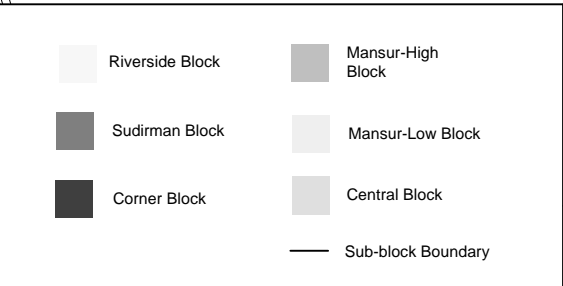 Riverside Block
Sudirman Block
Corner Block
Mansur-High
Block
Mansur-Low Block
Central Block
Sub-block Boundary